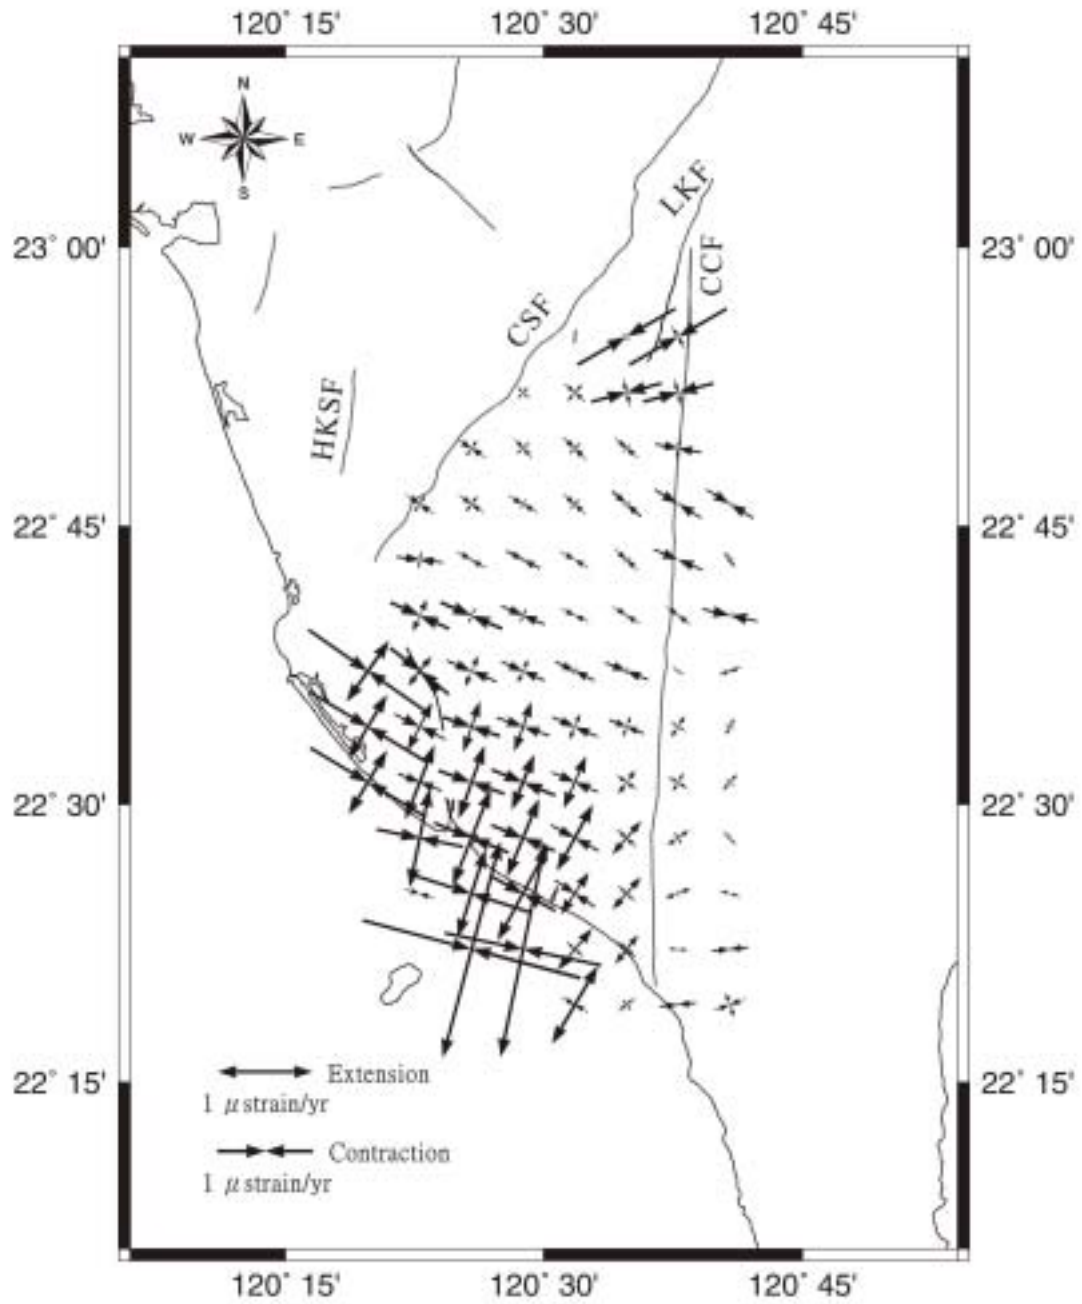 120° 15' 120° 30' 120° 45'
N
W E
S
LKF
23° 00' 23° 00'
CCF
CSF
HKSF
22° 45' 22° 45'
22° 30' 22° 30'
22° 15' 22° 15'
Extension
1 μ strain/yr
Contraction
1 μ strain/yr
120° 15' 120° 30' 120° 45'